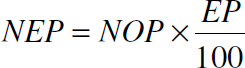 NEP = NOP × EP/100